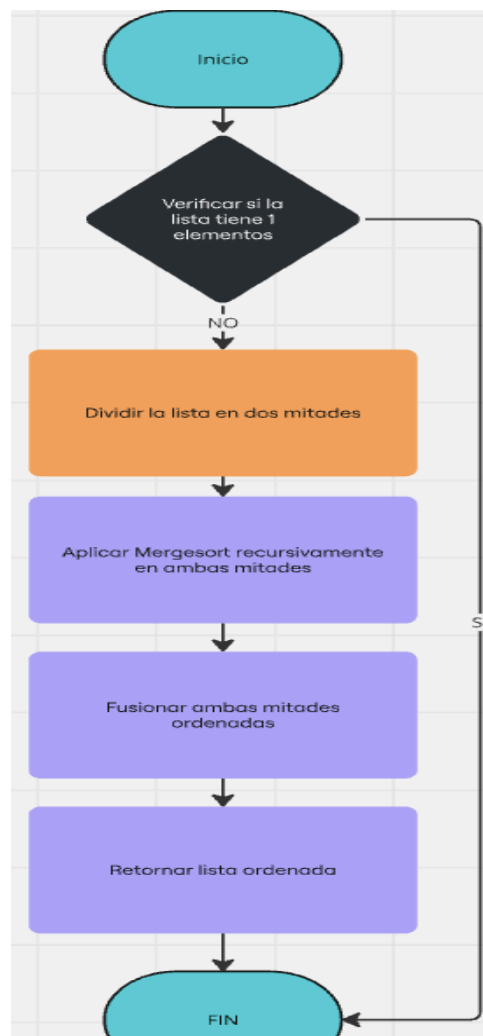 Inicio
Verificar si la
lista tiene 1
elementos
NO
Dividir la lista en dos mitades
Aplicar Mergesort recursivamente
en ambas mitades
S
Fusionar ambas mitades
ordenadas
Retornar lista ordenada
FIN